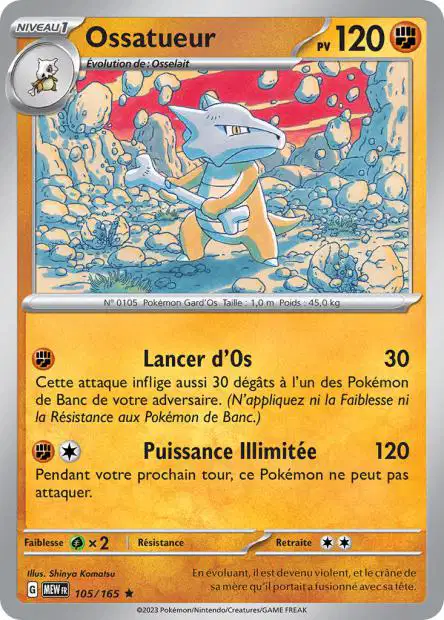 NIVEAU 1
Ossatueur
PV 120
Évolution de : Osselait
N° 0105 Pokémon Gard'Os Taille : 1,0 m Poids : 45,0 kg
Lancer d'Os 30
Cette attaque inflige aussi 30 dégâts à l'un des Pokémon
de Banc de votre adversaire. (N'appliquez ni la Faiblesse ni
la Résistance aux Pokémon de Banc.)
Puissance Illimitée 120
Pendant votre prochain tour, ce Pokémon ne peut pas
attaquer.
Faiblesse ×2 Résistance Retraite
Illus. Shinya Komatsu
G MEW FR 105/165 ★
En évoluant, il est devenu violent, et le crâne de
sa mère qu'il portait a fusionné avec sa tête.
©2023 Pokémon/Nintendo/Creatures/GAME FREAK